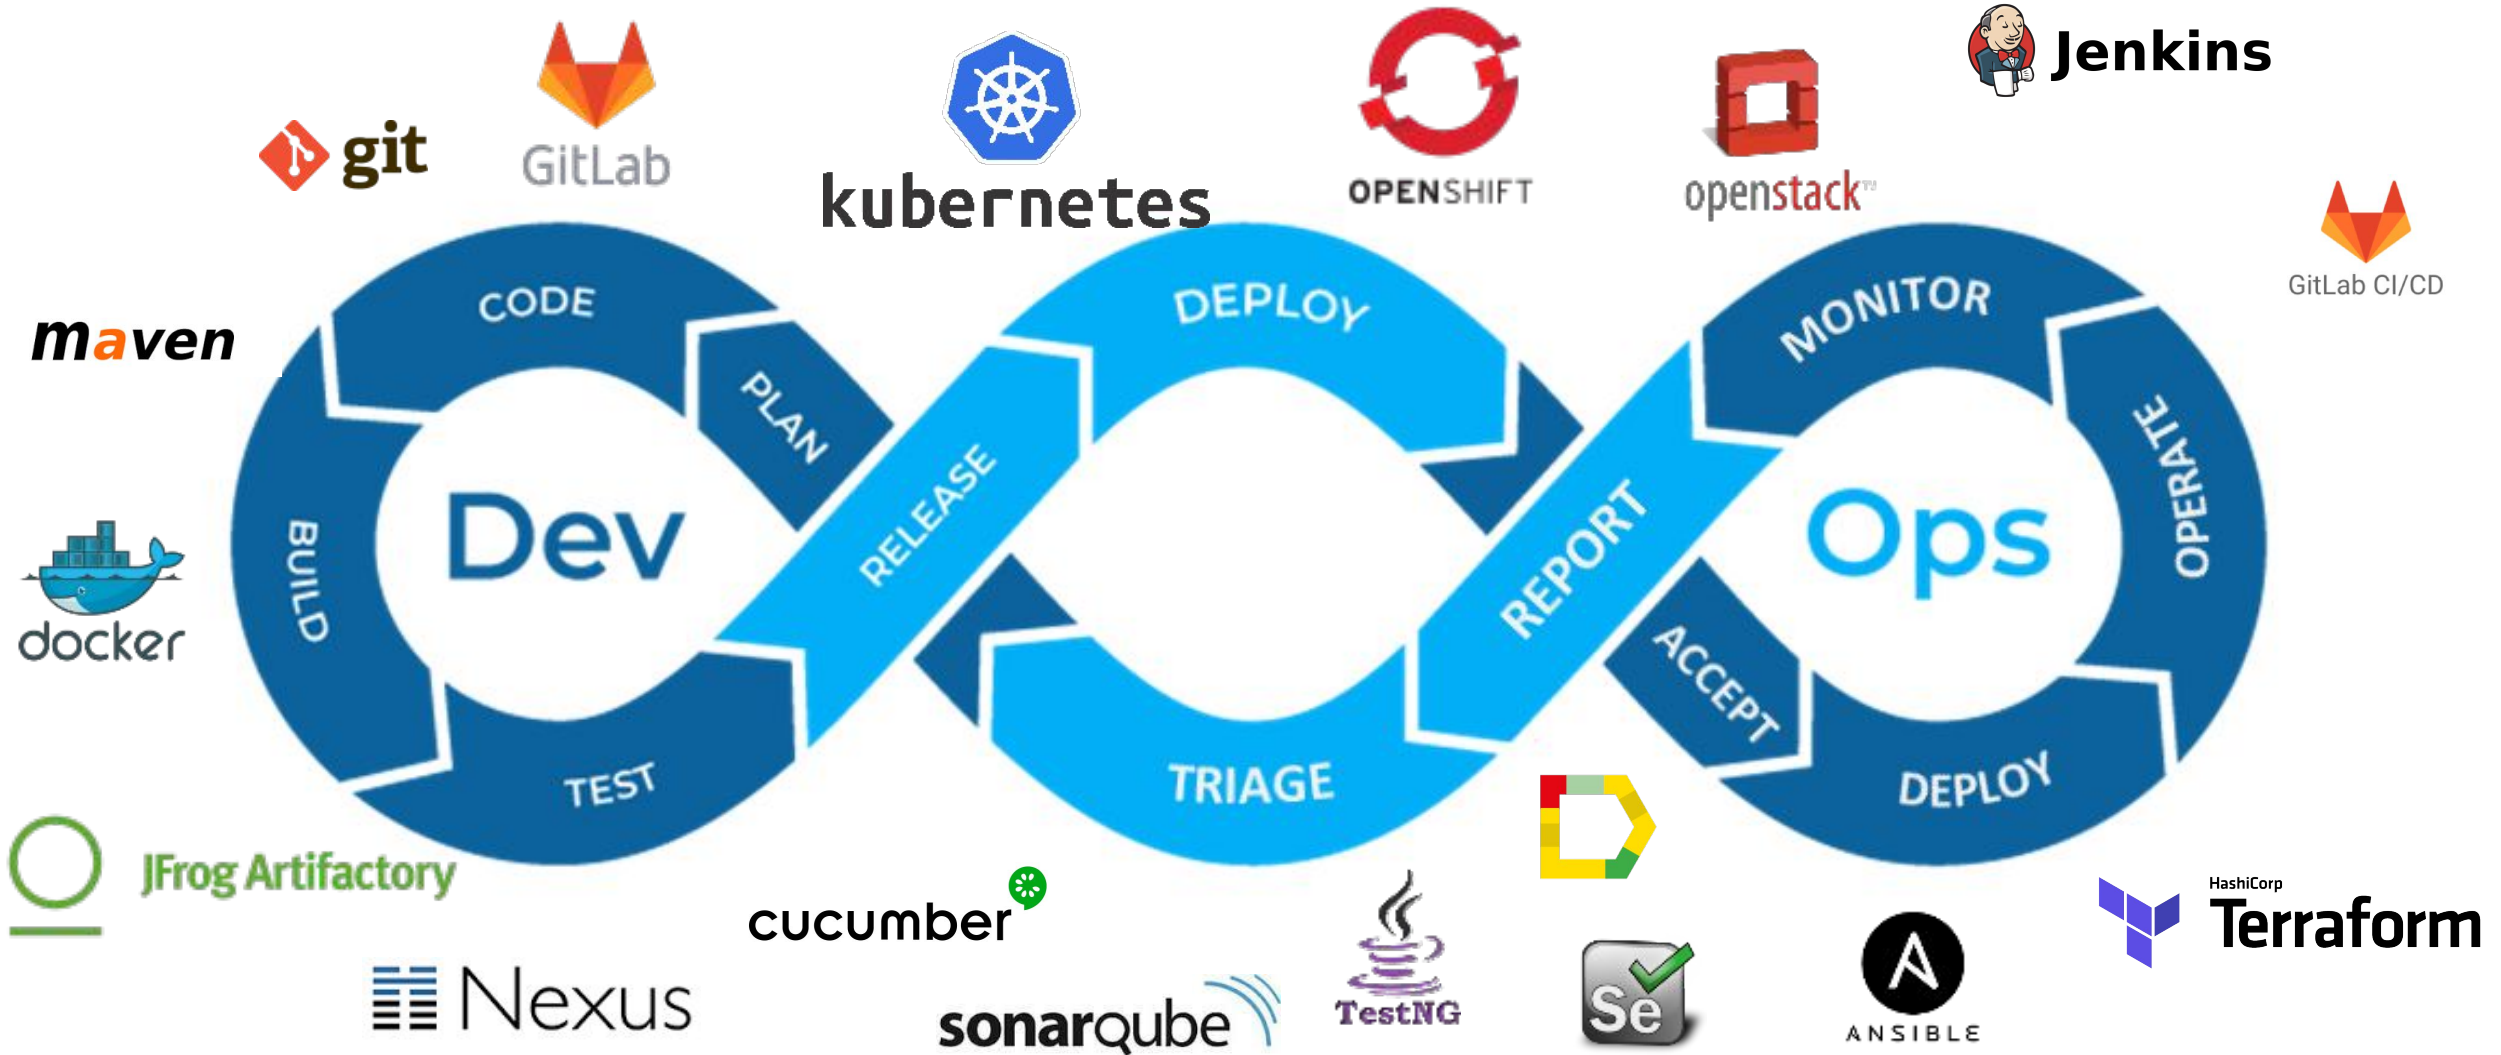 Jenkins
git
GitLab
kubernetes
OPENSHIFT
openstack™
GitLab CI/CD
maven
CODE
DEPLOY
MONITOR
PLAN
OPERATE
RELEASE
REPORT
Dev
Ops
BUILD
docker
ACCEPT
TEST
TRIAGE
DEPLOY
JFrog Artifactory
cucumber
HashiCorp
Terraform
Nexus
sonarqube
TestNG
Se
ANSIBLE